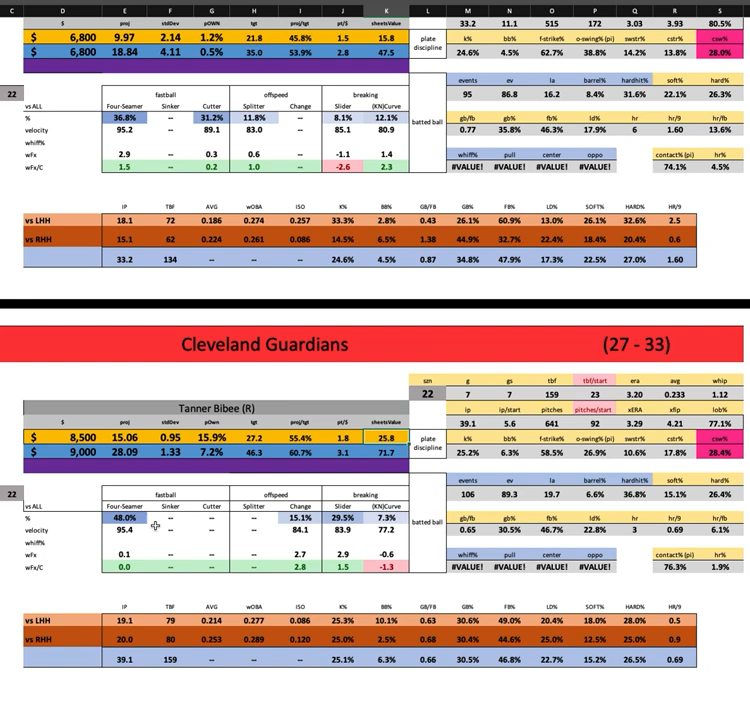 C D E F G H I J K L M N O P Q R S
$ proj stdDev pOWN tgt proj/tgt pt/$ sheetsValue 33.2 11.1 515 172 3.03 3.93 80.5%
$ 6,800 9.97 2.14 1.2% 21.8 45.8% 1.5 15.8 plate discipline k% bb% f-strike% o-swing% (pi) swstr% cstr% csw%
$ 6,800 18.84 4.11 0.5% 35.0 53.9% 2.8 47.5 24.6% 4.5% 62.7% 38.8% 14.2% 13.8% 28.0%
events ev la barrel% hardhit% soft% hard%
22 fastball offspeed breaking 95 86.8 16.2 8.4% 31.6% 22.1% 26.3%
vs ALL Four-Seamer Sinker Cutter Splitter Change Slider (KN)Curve
% 36.8% -- 31.2% 11.8% -- 8.1% 12.1% batted ball gb/fb gb% fb% ld% hr hr/9 hr/fb
velocity 95.2 89.1 83.0 85.1 80.9 0.77 35.8% 46.3% 17.9% 6 1.60 13.6%
whiff%
wFx 2.9 0.3 0.6 -1.1 1.4 whiff% pull center oppo contact% (pi) hr%
wFx/C 1.5 0.2 1.0 -2.6 2.3 #VALUE! #VALUE! #VALUE! #VALUE! 74.1% 4.5%
IP TBF AVG wOBA ISO K% BB% GB/FB GB% FB% LD% SOFT% HARD% HR/9
vs LHH 18.1 72 0.186 0.274 0.257 33.3% 2.8% 0.43 26.1% 60.9% 13.0% 26.1% 32.6% 2.5
vs RHH 15.1 62 0.224 0.261 0.086 14.5% 6.5% 1.38 44.9% 32.7% 22.4% 18.4% 20.4% 0.6
33.2 134 -- -- -- 24.6% 4.5% 0.87 34.8% 47.9% 17.3% 22.5% 27.0% 1.60
Cleveland Guardians (27 - 33)
szn g gs tbf tbf/start era avg whip
22 7 7 159 23 3.20 0.233 1.12
Tanner Bibee (R) ip ip/start pitches pitches/start xERA xfip lob%
$ proj stdDev pOwn tgt proj/tgt pt/$ sheetsValue 39.1 5.6 641 92 3.29 4.21 77.1%
$ 8,500 15.06 0.95 15.9% 27.2 55.4% 1.8 25.8 plate discipline k% bb% f-strike% o-swing% (pi) swstr% cstr% csw%
$ 9,000 28.09 1.33 7.2% 46.3 60.7% 3.1 71.7 25.2% 6.3% 58.5% 26.9% 10.6% 17.8% 28.4%
events ev la barrel% hardhit% soft% hard%
22 fastball offspeed breaking 106 89.3 19.7 6.6% 36.8% 15.1% 26.4%
vs ALL Four-Seamer Sinker Cutter Splitter Change Slider (KN)Curve
% 48.0% -- -- -- 15.1% 29.5% 7.3% batted ball gb/fb gb% fb% ld% hr hr/9 hr/fb
velocity 95.4 84.1 83.9 77.2 0.65 30.5% 46.7% 22.8% 3 0.69 6.1%
whiff%
wFx 0.1 2.7 2.9 -0.6 whiff% pull center oppo contact% (pi) hr%
wFx/C 0.0 -- -- -- 2.8 1.5 -1.3 #VALUE! #VALUE! #VALUE! #VALUE! 76.3% 1.9%
IP TBF AVG wOBA ISO K% BB% GB/FB GB% FB% LD% SOFT% HARD% HR/9
vs LHH 19.1 79 0.214 0.277 0.086 25.3% 10.1% 0.63 30.6% 49.0% 20.4% 18.0% 28.0% 0.5
vs RHH 20.0 80 0.253 0.289 0.120 25.0% 2.5% 0.68 30.4% 44.6% 25.0% 12.5% 25.0% 0.9
39.1 159 -- -- -- 25.1% 6.3% 0.66 30.5% 46.8% 22.7% 15.2% 26.5% 0.69